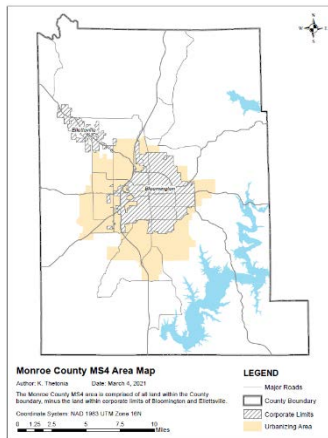 N
Ellettsville
Bloomington
Monroe County MS4 Area Map
Author: K. Thetonia Date: March 4, 2021
The Monroe County MS4 area is comprised of all land within the County
boundary, minus the land within corporate limits of Bloomington and Ellettsville.
Coordinate System: NAD 1983 UTM Zone 16N
0 1.25 2.5 5 7.5 10
Miles
LEGEND
Major Roads
County Boundary
Corporate Limits
Urbanizing Area